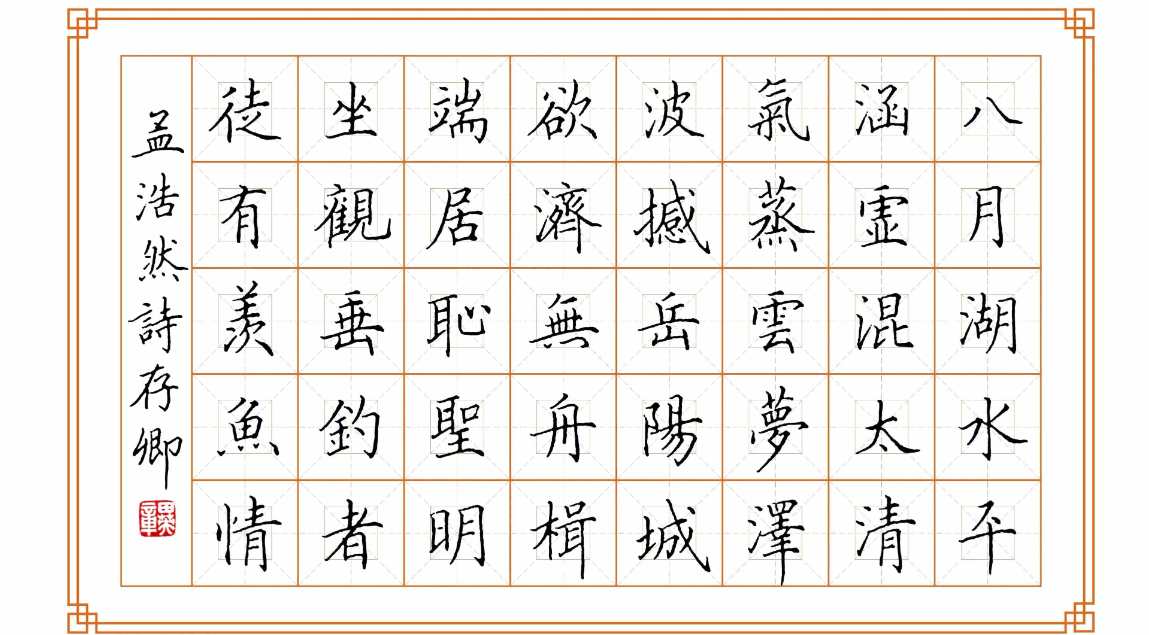 八月湖水平
涵虛混太清
氣蒸雲夢澤
波撼岳陽城
欲濟無舟楫
端居恥聖明
坐觀垂釣者
徒有羨魚情
孟浩然詩存卿